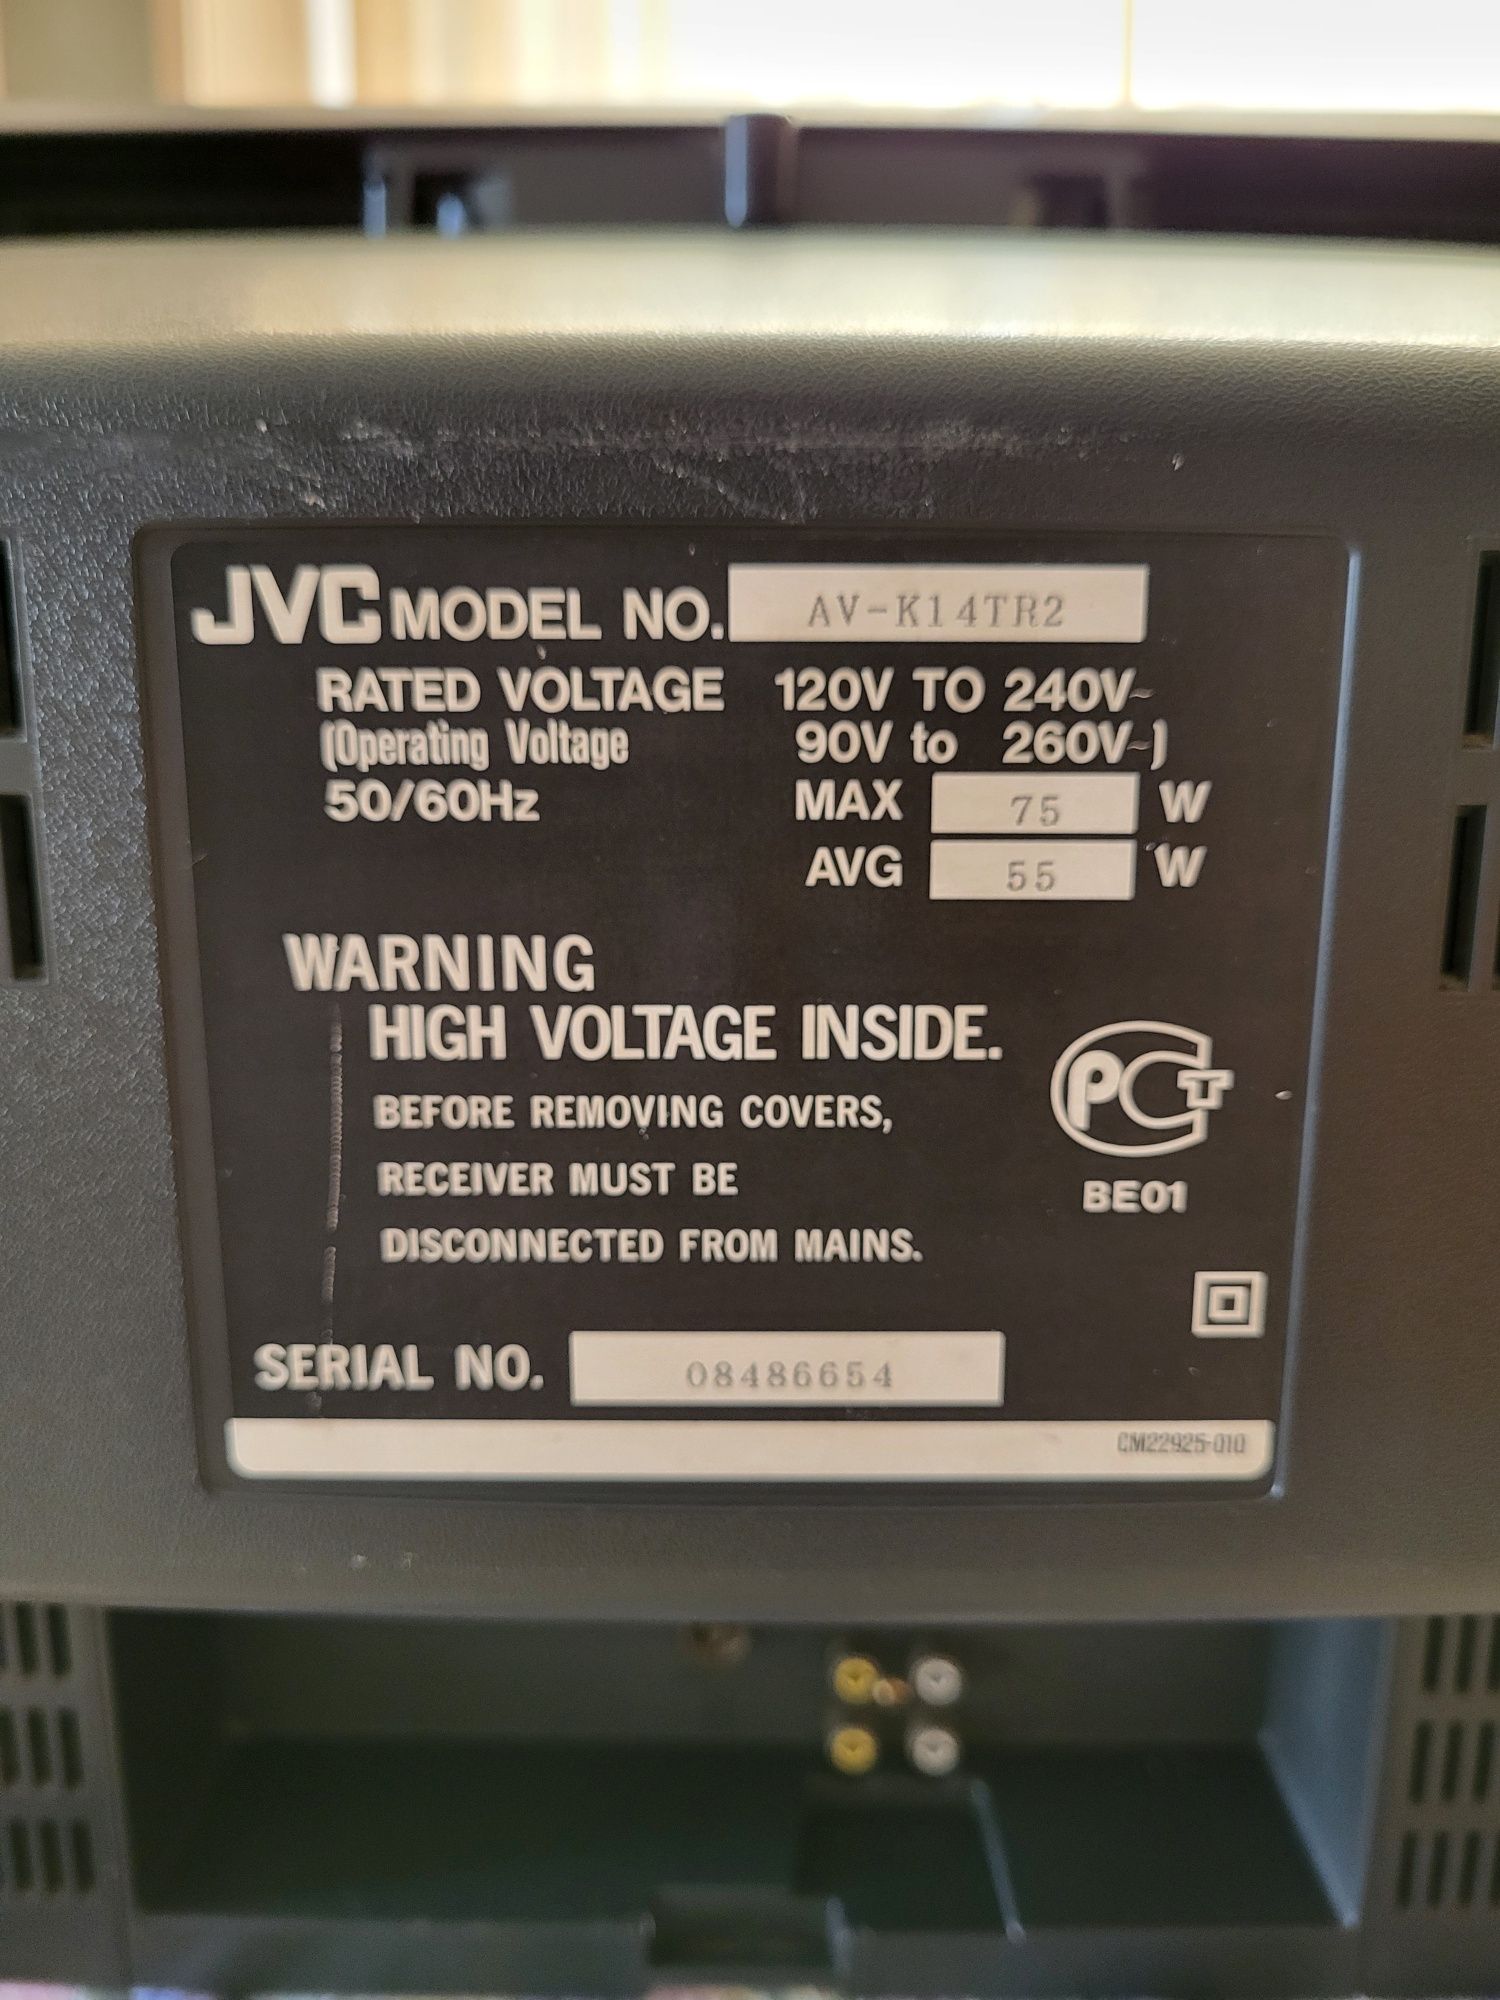 JVC MODEL NO. AV-K14TR2
RATED VOLTAGE 120V TO 240V~
(Operating Voltage 90V to 260V~)
50/60Hz MAX 75 W
AVG 55 W
WARNING
HIGH VOLTAGE INSIDE.
BEFORE REMOVING COVERS,
RECEIVER MUST BE
DISCONNECTED FROM MAINS.
PCT
BE01
SERIAL NO. 08486654
CM22925-010